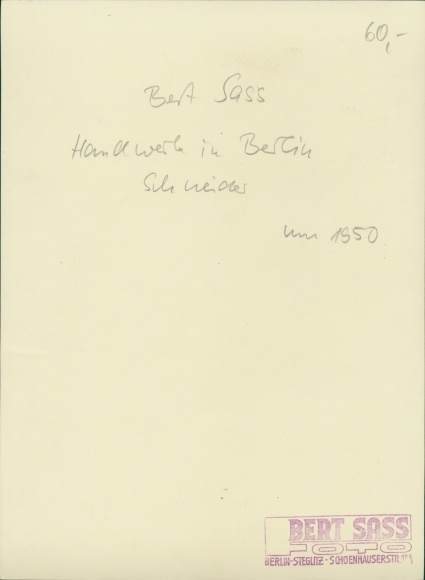 60,-
Bert Sass
Handwerk in Berlin
Schneider
um 1950
BERT SASS
FOTO
BERLIN-STEGLITZ - SCHOENHAUSERSTR.